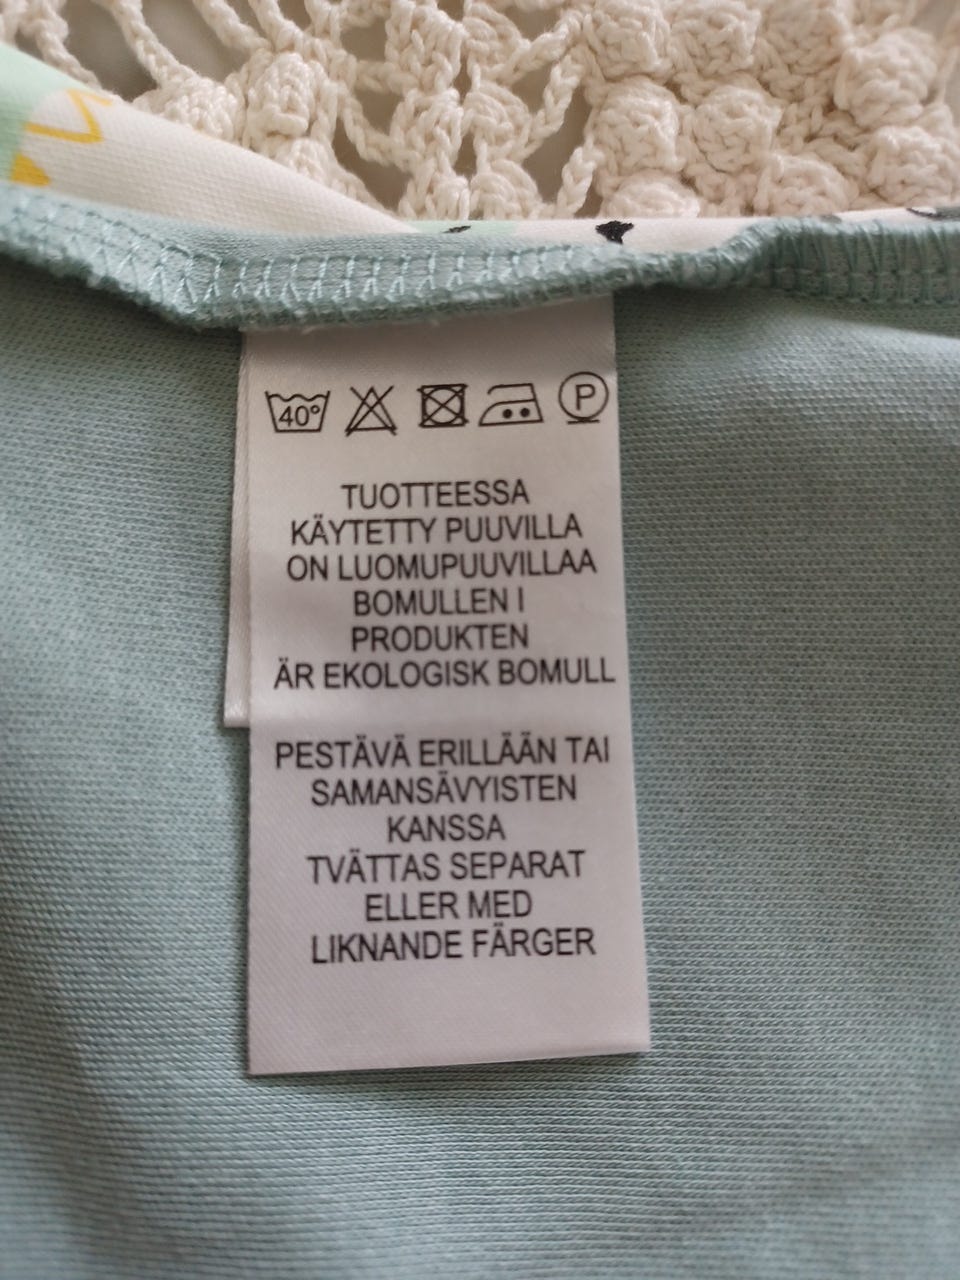 40° P
TUOTTEESSA
KÄYTETTY PUUVILLA
ON LUOMUPUUVILLAA
BOMULLEN I
PRODUKTEN
ÄR EKOLOGISK BOMULL
PESTÄVÄ ERILLÄÄN TAI
SAMANSÄVYISTEN
KANSSA
TVÄTTAS SEPARAT
ELLER MED
LIKNANDE FÄRGER